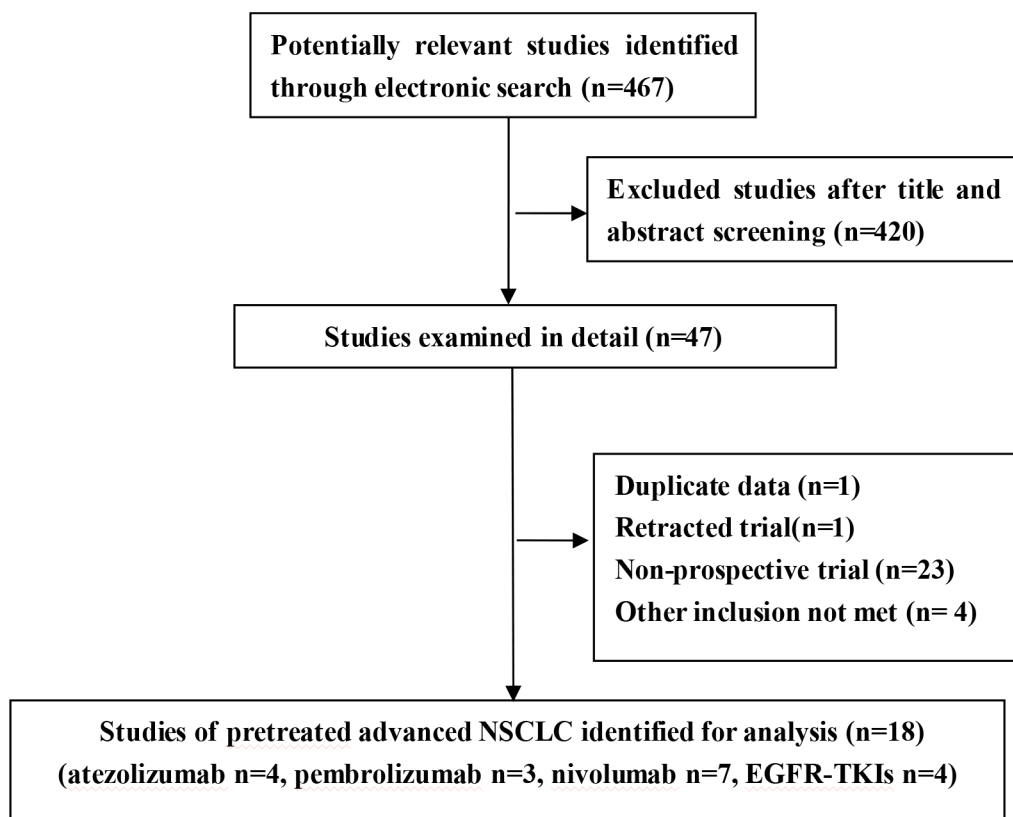 Potentially relevant studies identified
through electronic search (n=467)
Excluded studies after title and
abstract screening (n=420)
Studies examined in detail (n=47)
Duplicate data (n=1)
Retracted trial(n=1)
Non-prospective trial (n=23)
Other inclusion not met (n= 4)
Studies of pretreated advanced NSCLC identified for analysis (n=18)
(atezolizumab n=4, pembrolizumab n=3, nivolumab n=7, EGFR-TKIs n=4)